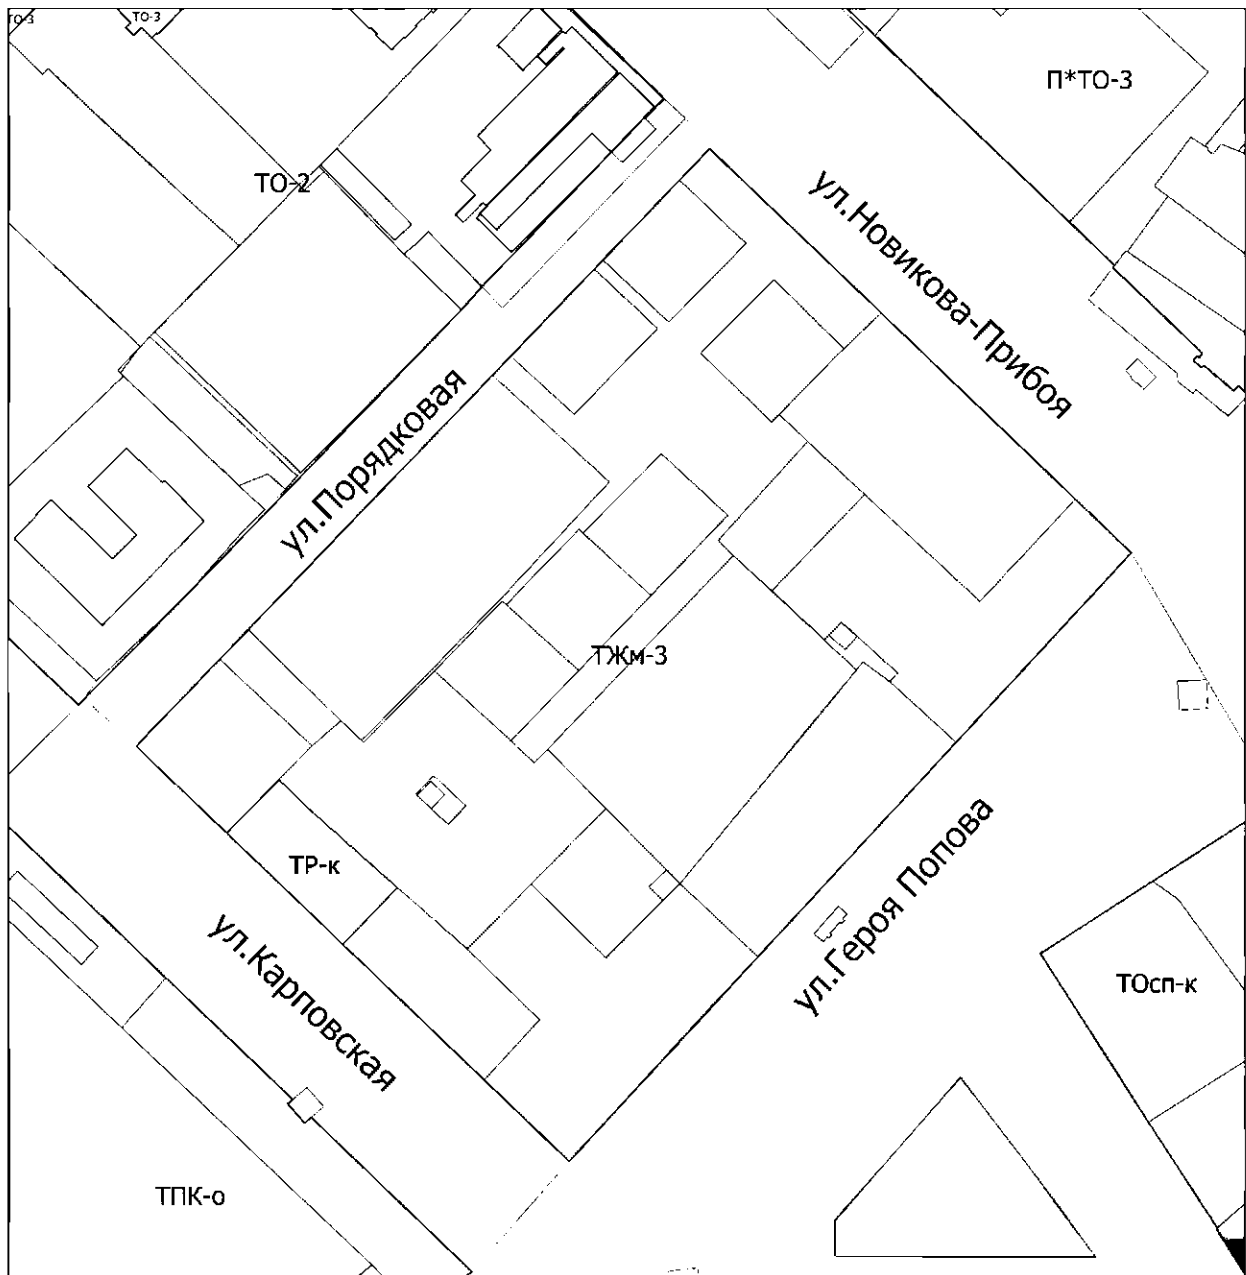 ТО-3
ТО-3
П*ТО-3
ТО-2
ул.Новикова-Прибоя
ул.Порядковая
ТЖм-3
ТР-к
ул.Героя Попова
ул.Карповская
ТОсп-к
ТПК-о